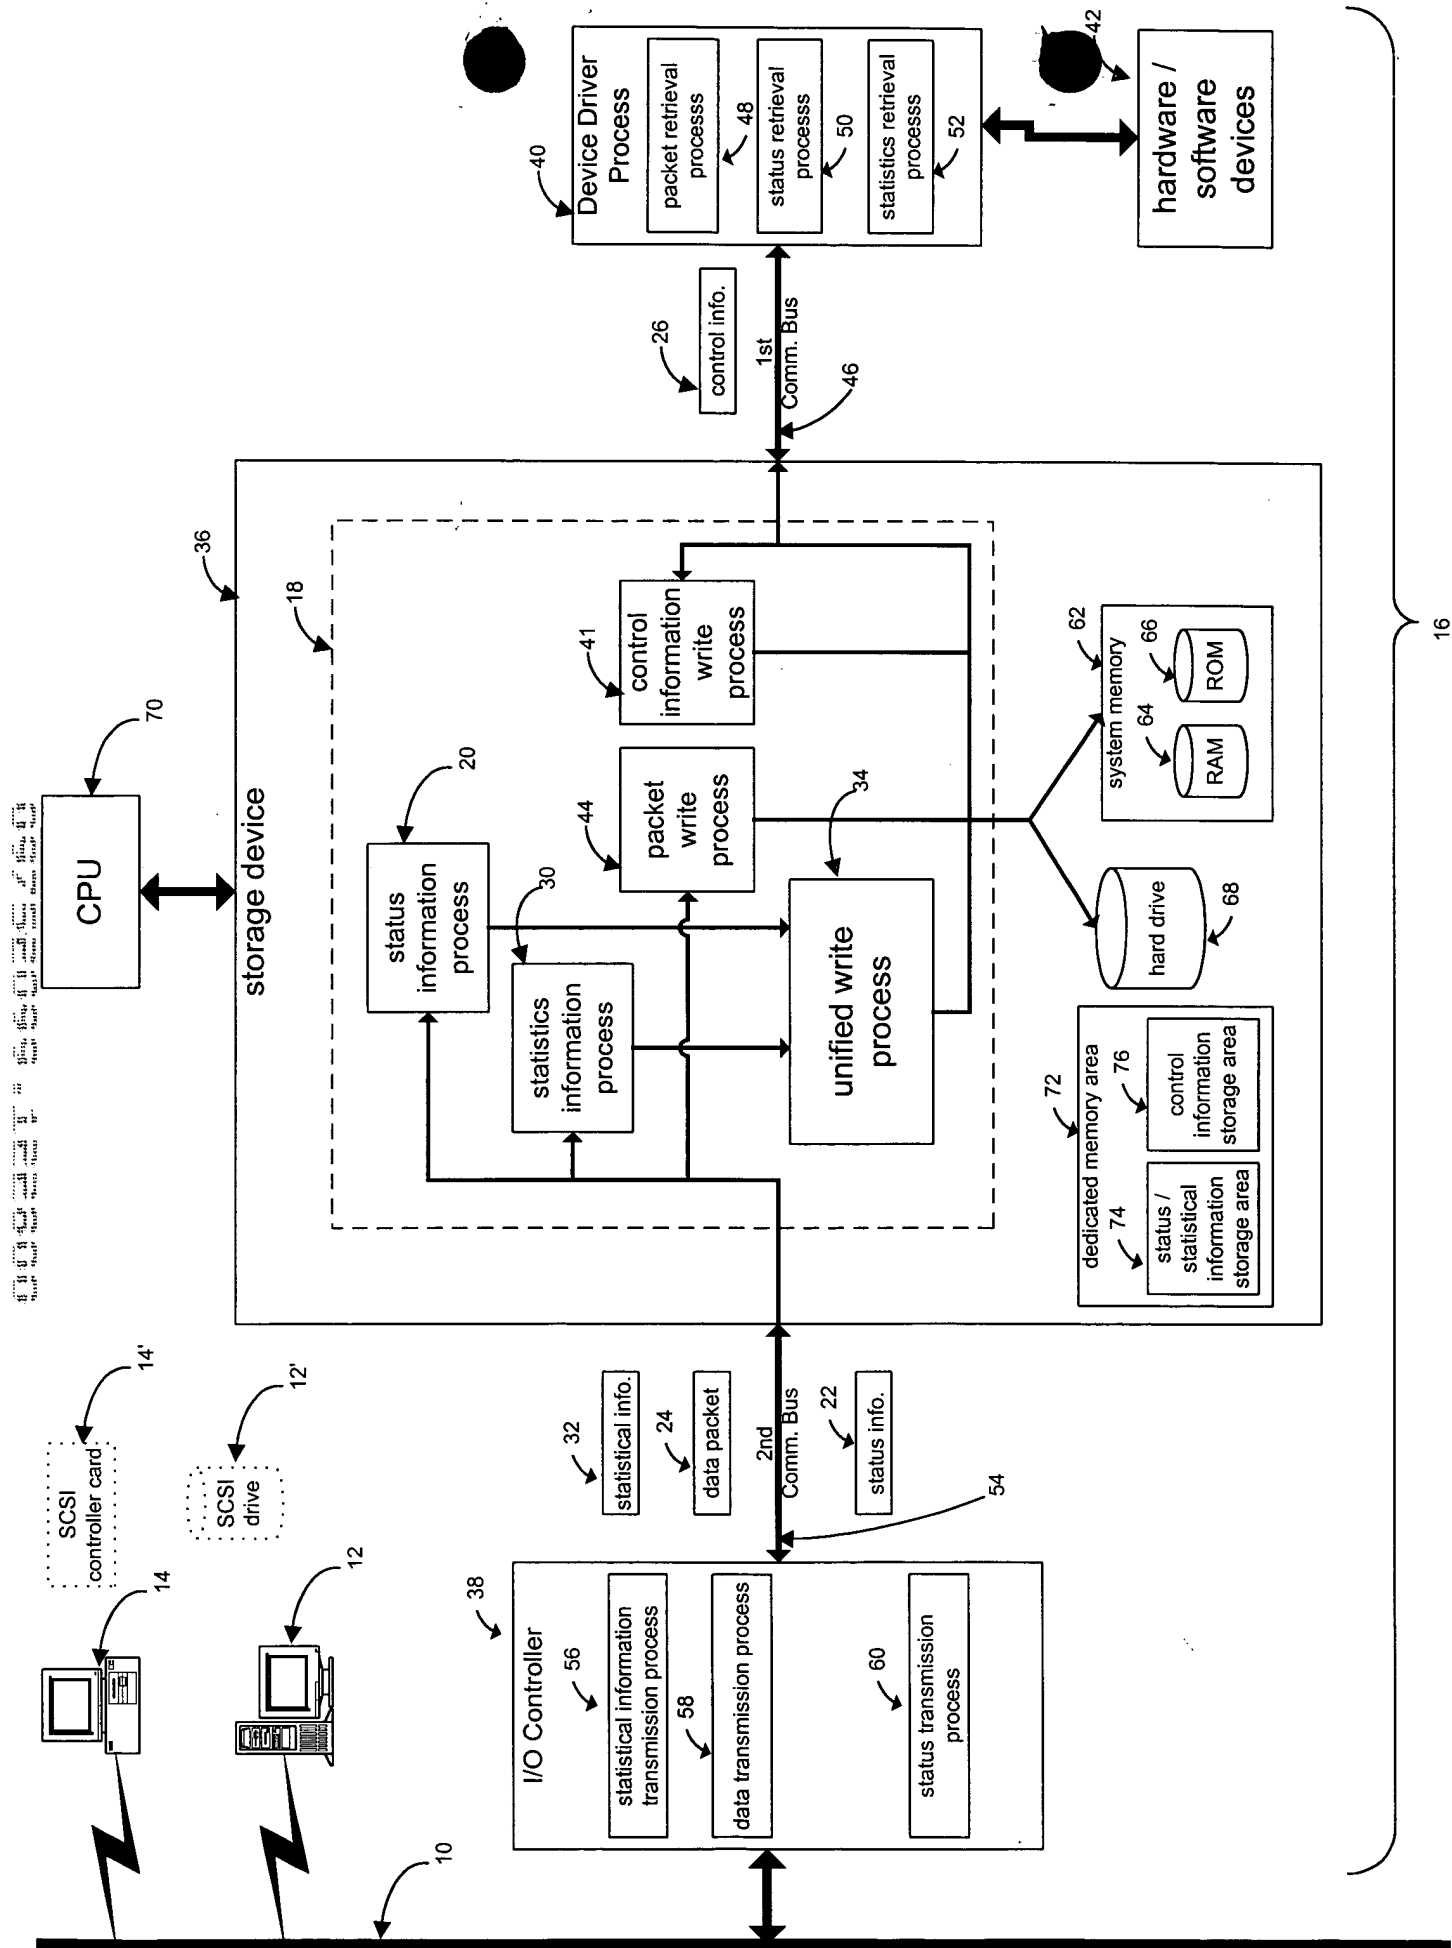 14'
SCSI
controller card
14
12'
SCSI
drive
12
10
CPU
70
36
storage device
18
status
information
process
20
statistics
information
process
30
packet
write
process
44
control
information
write
process
41
unified write
process
34
38
I/O Controller
56
statistical information
transmission process
58
data transmission process
60
status transmission
process
32
statistical info.
24
data packet
2nd
Comm. Bus
22
status info.
54
72
dedicated memory area
74
status /
statistical
information
storage area
76
control
information
storage area
hard drive
68
62
system memory
64
RAM
66
ROM
26
control info.
1st
Comm. Bus
46
40
Device Driver
Process
packet retrieval
processs
48
status retrieval
processs
50
statistics retrieval
processs
52
42
hardware /
software
devices
16